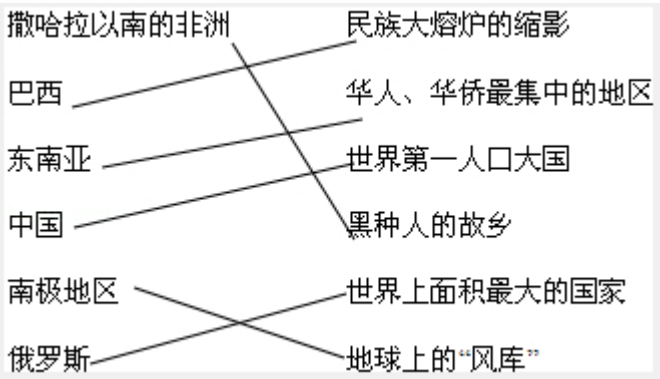 撒哈拉以南的非洲 民族大熔炉的缩影
巴西 华人、华侨最集中的地区
东南亚 世界第一人口大国
中国 黑种人的故乡
南极地区 世界上面积最大的国家
俄罗斯 地球上的“风库”